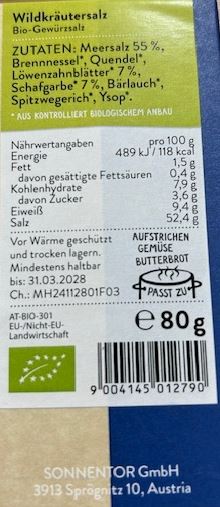 Wildkräutersalz
Bio-Gewürzsalz
ZUTATEN: Meersalz 55 %,
Brennnessel*, Quendel*,
Löwenzahnblätter* 7 %,
Schafgarbe* 7 %, Bärlauch*,
Spitzwegerich*, Ysop*.
* AUS KONTROLLIERT BIOLOGISCHEM ANBAU
Nährwertangaben pro 100 g
Energie 489 kJ / 118 kcal
Fett 1,5 g
davon gesättigte Fettsäuren 0,4 g
Kohlenhydrate 7,9 g
davon Zucker 3,6 g
Eiweiß 9,4 g
Salz 52,4 g
Vor Wärme geschützt
und trocken lagern.
Mindestens haltbar
bis: 31.03.2028
Ch.: MH24112801F03
AUFSTRICHEN
GEMÜSE
BUTTERBROT
PASST ZU
AT-BIO-301
EU-/Nicht-EU-
Landwirtschaft
e 80 g
9 004145 012790
SONNENTOR GmbH
3913 Sprögnitz 10, Austria